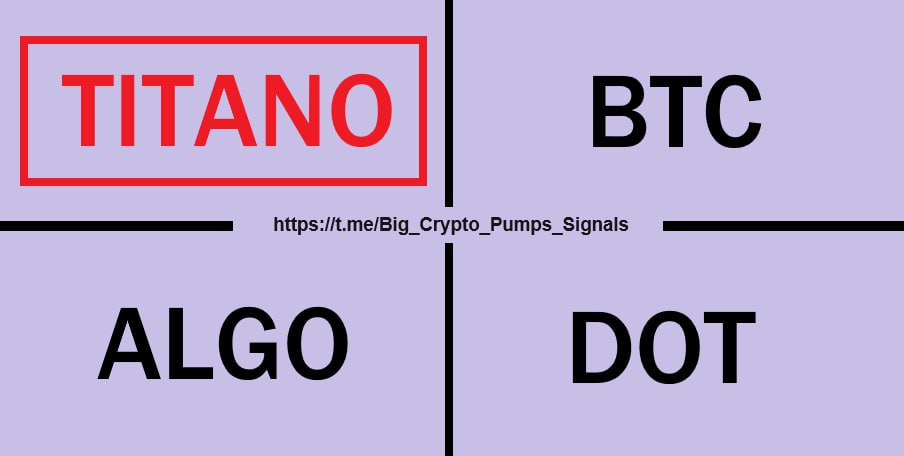 TITANO
BTC
https://t.me/Big_Crypto_Pumps_Signals
ALGO
DOT